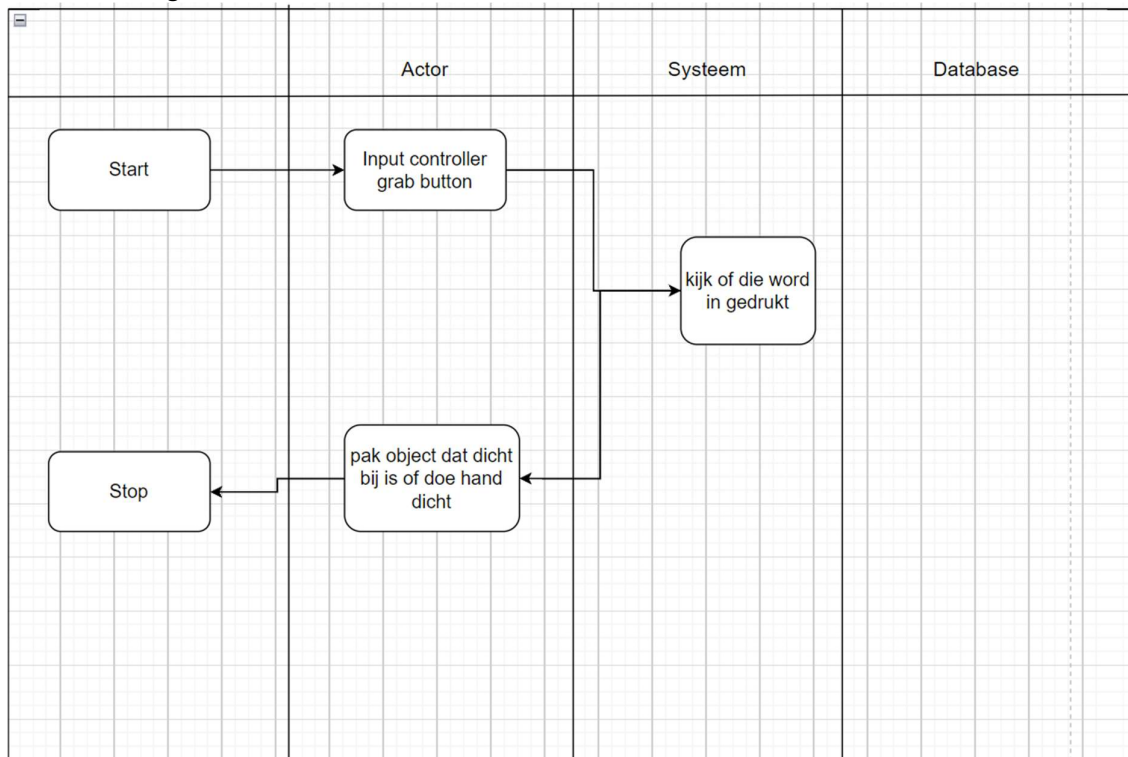 Actor
Systeem
Database
Start
Input controller
grab button
kijk of die word
in gedrukt
pak object dat dicht
bij is of doe hand
dicht
Stop